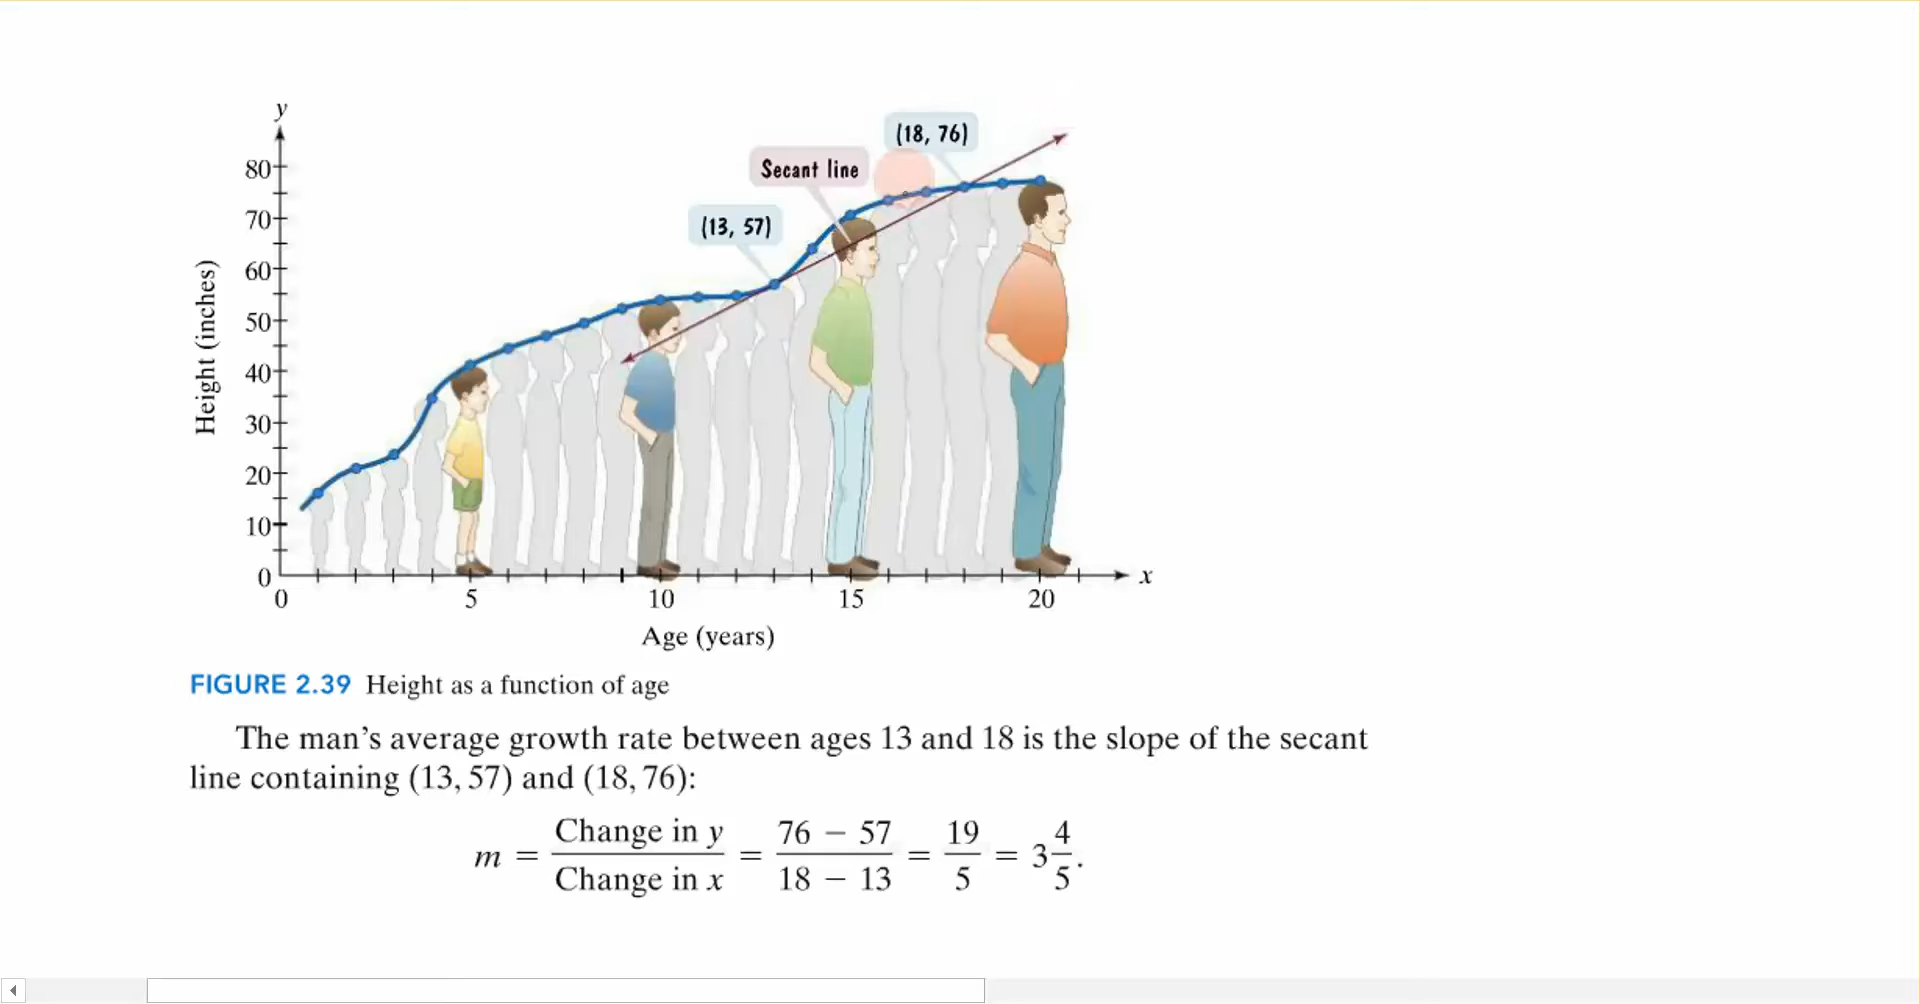 y
(18, 76)
Secant line
(13, 57)
80
70
60
50
40
30
20
10
0
Height (inches)
0 5 10 15 20
x
Age (years)
FIGURE 2.39 Height as a function of age
The man's average growth rate between ages 13 and 18 is the slope of the secant
line containing (13, 57) and (18, 76):
m = Change in y / Change in x = 76 − 57 / 18 − 13 = 19 / 5 = 3 4/5.